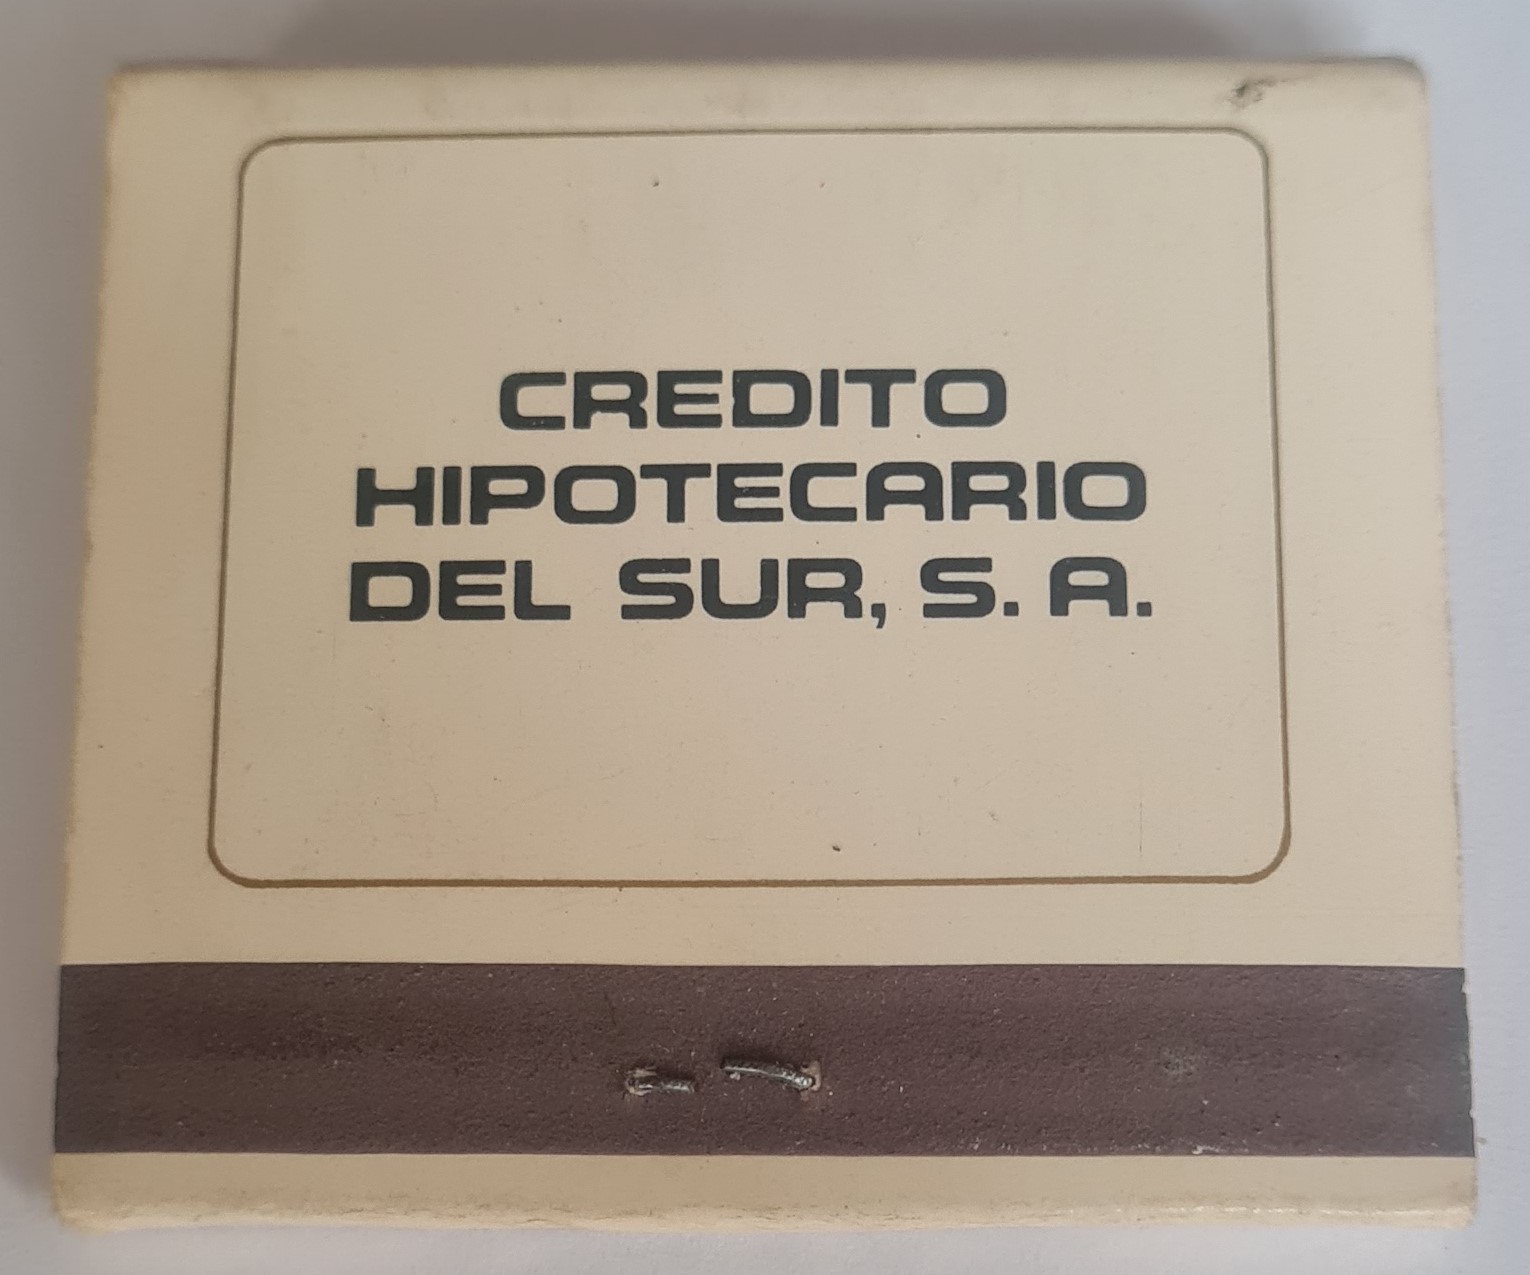 CREDITO
HIPOTECARIO
DEL SUR, S. A.